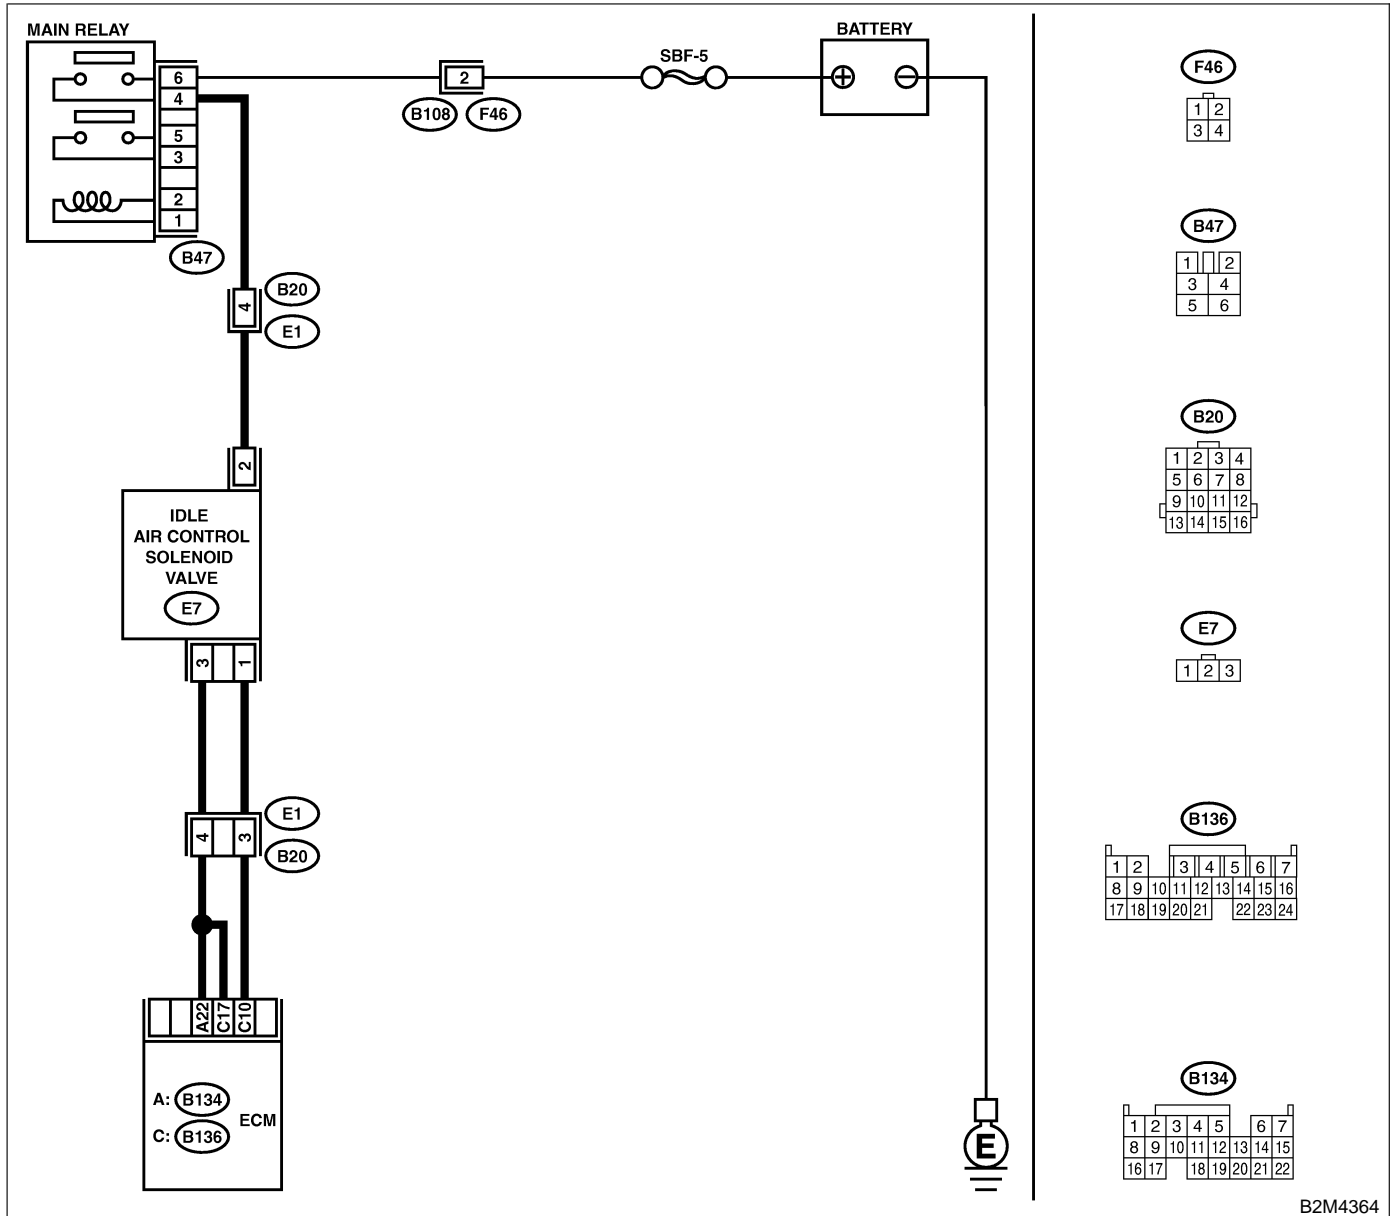 MAIN RELAY
6
4
5
3
2
1
B47
2
B108 F46
SBF-5
BATTERY
+ −
4
B20
E1
2
IDLE
AIR CONTROL
SOLENOID
VALVE
E7
3 1
E1
4 3
B20
A22 C17 C10
A: B134
C: B136
ECM
E
F46
1 2
3 4
B47
1 2
3 4
5 6
B20
1 2 3 4
5 6 7 8
9 10 11 12
13 14 15 16
E7
1 2 3
B136
1 2 3 4 5 6 7
8 9 10 11 12 13 14 15 16
17 18 19 20 21 22 23 24
B134
1 2 3 4 5 6 7
8 9 10 11 12 13 14 15
16 17 18 19 20 21 22
B2M4364